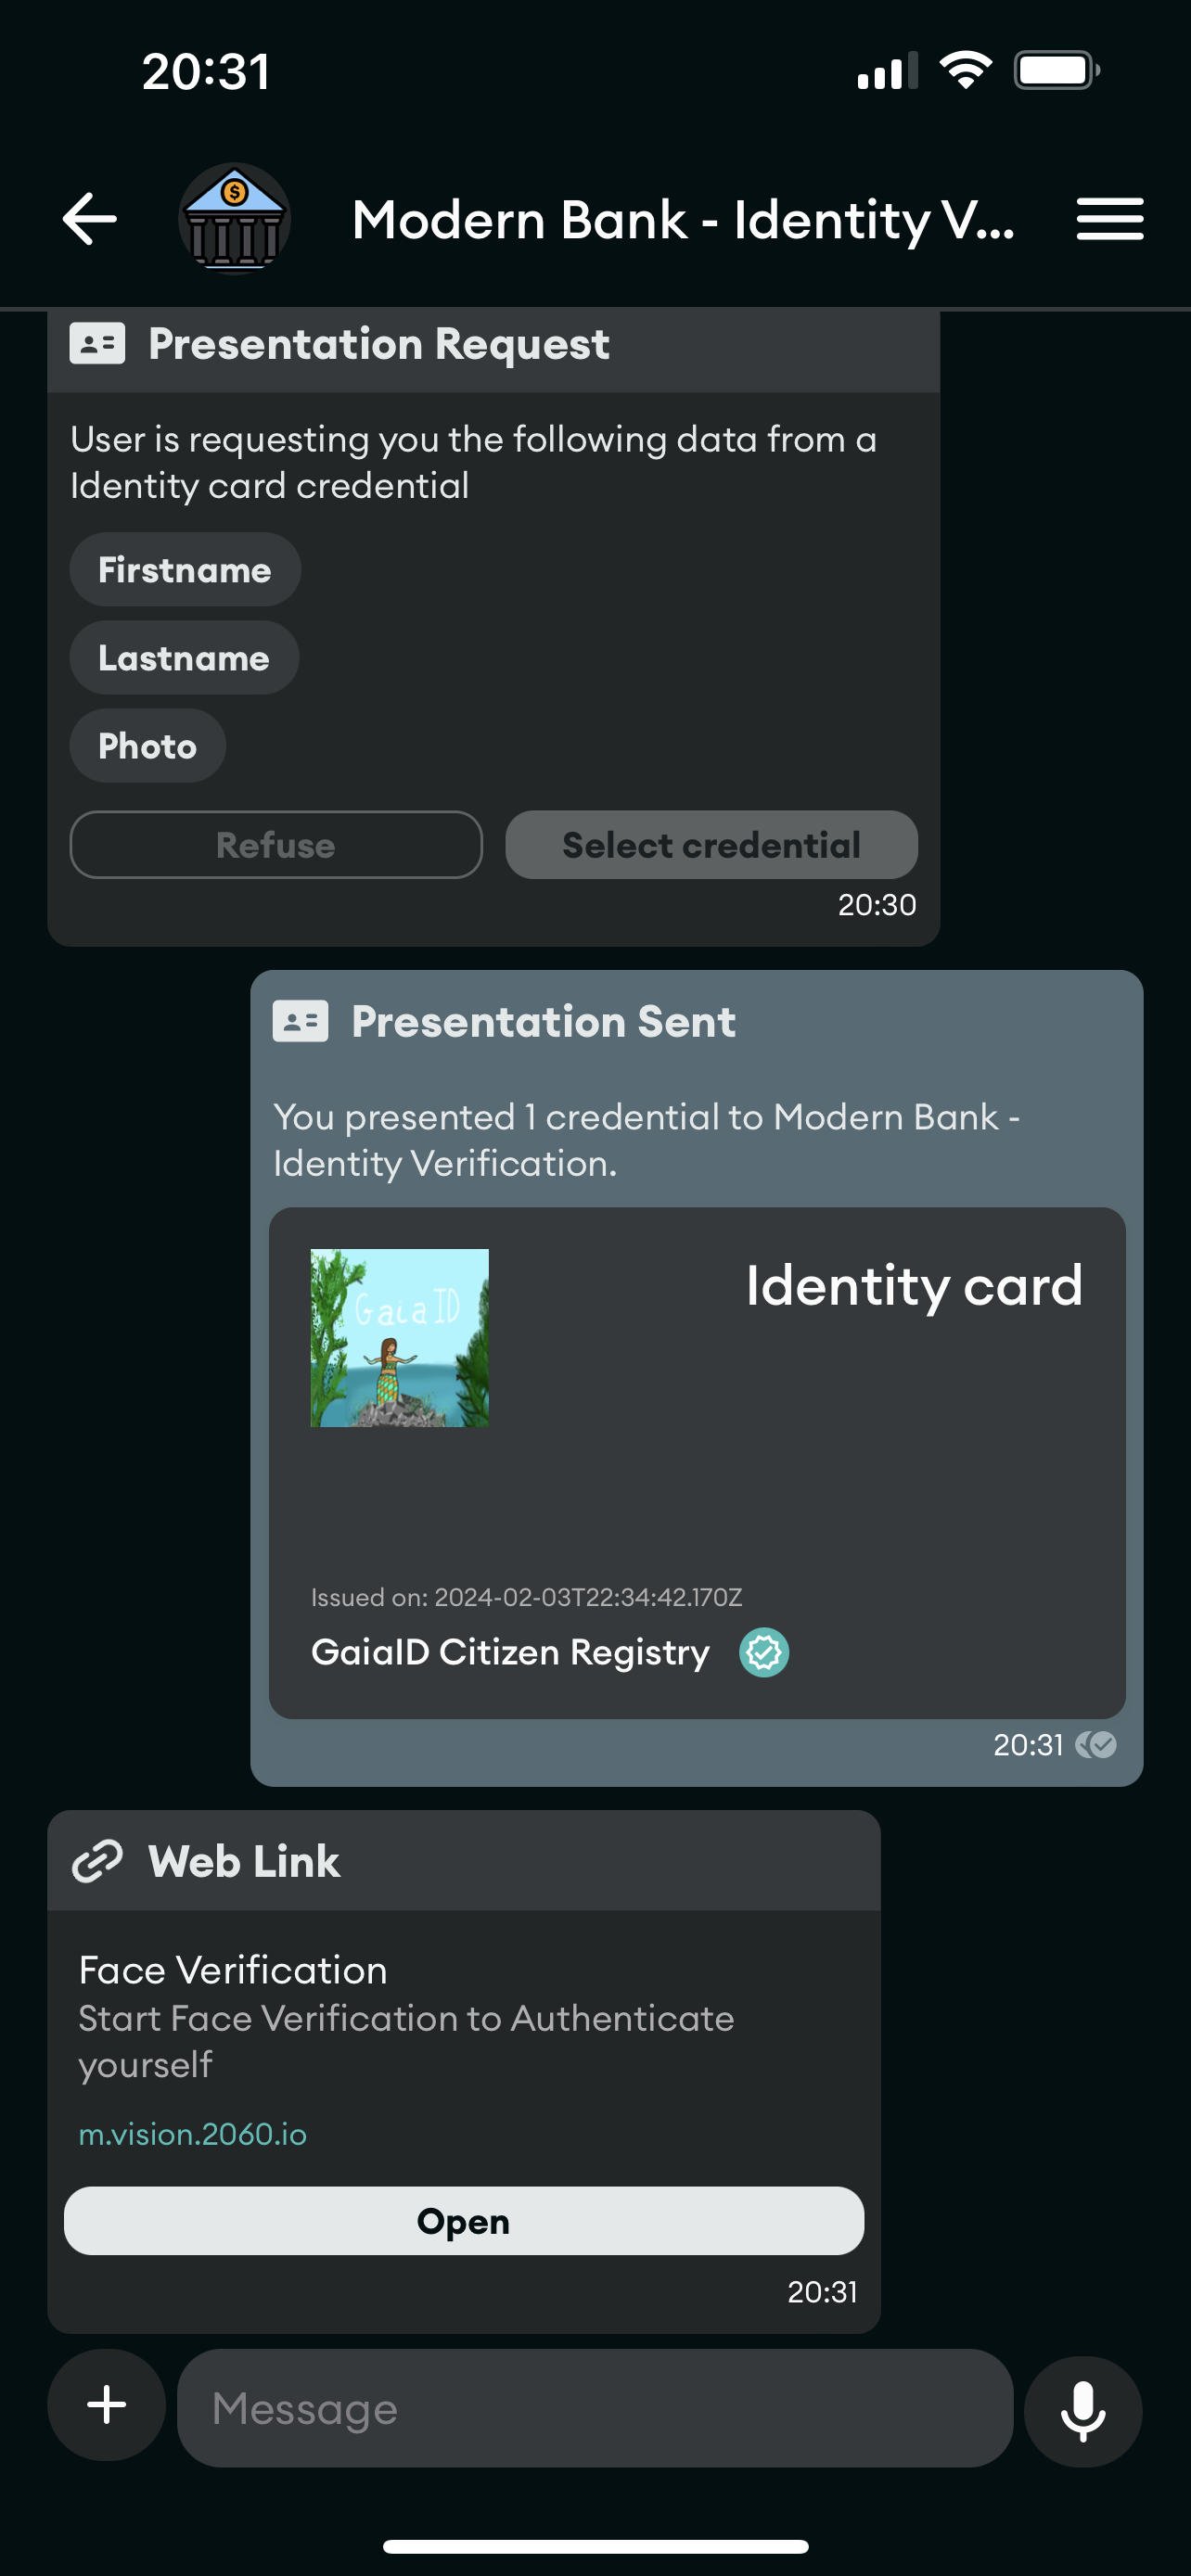 20:31
$
Modern Bank - Identity V...
Presentation Request
User is requesting you the following data from a
Identity card credential
Firstname
Lastname
Photo
Refuse
Select credential
20:30
Presentation Sent
You presented 1 credential to Modern Bank -
Identity Verification.
Gaia ID
Identity card
Issued on: 2024-02-03T22:34:42.170Z
GaiaID Citizen Registry
20:31
Web Link
Face Verification
Start Face Verification to Authenticate
yourself
m.vision.2060.io
Open
20:31
Message